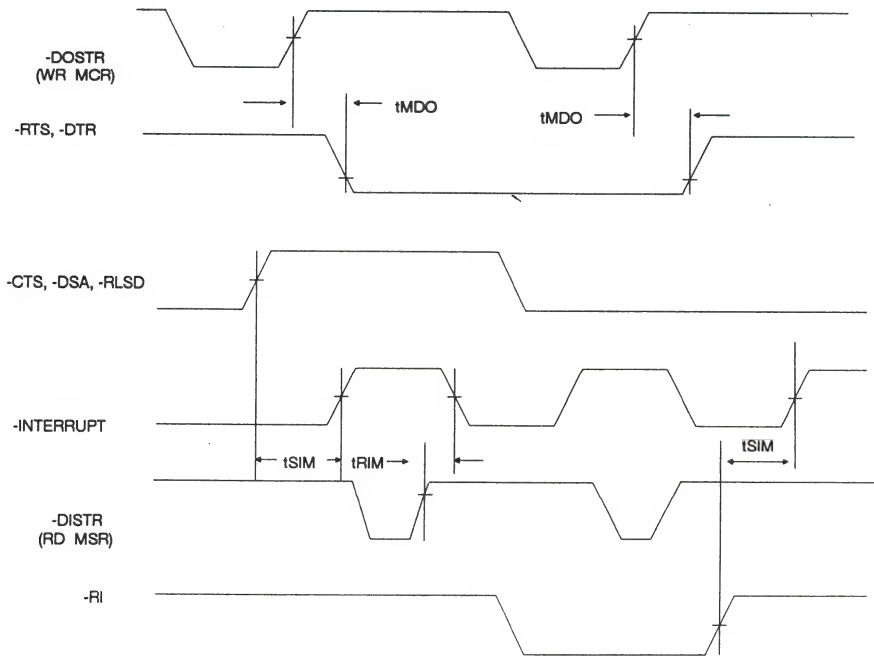 -DOSTR
(WR MCR)
tMDO
tMDO
-RTS, -DTR
-CTS, -DSA, -RLSD
-INTERRUPT
tSIM
tRIM
tSIM
-DISTR
(RD MSR)
-RI